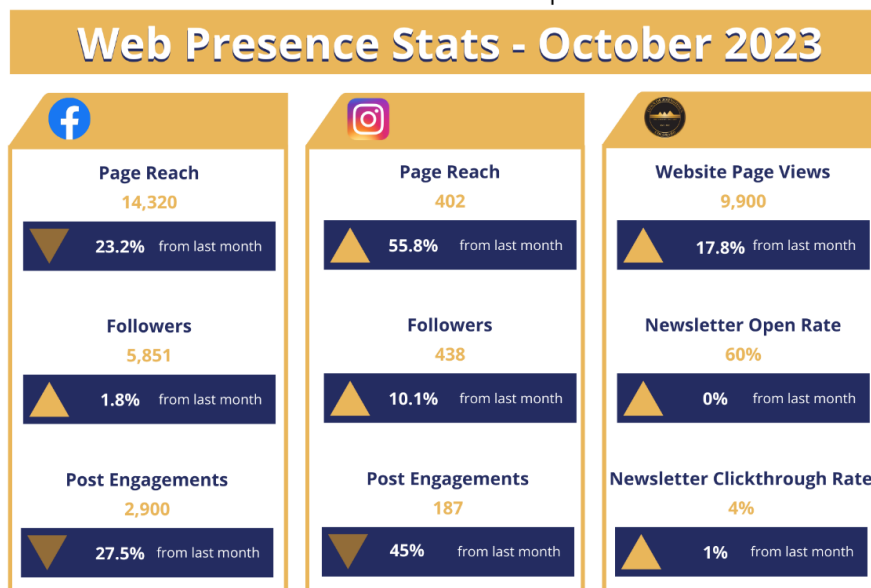 Web Presence Stats - October 2023
Page Reach
14,320
23.2% from last month
Followers
5,851
1.8% from last month
Post Engagements
2,900
27.5% from last month
Page Reach
402
55.8% from last month
Followers
438
10.1% from last month
Post Engagements
187
45% from last month
Website Page Views
9,900
17.8% from last month
Newsletter Open Rate
60%
0% from last month
Newsletter Clickthrough Rate
4%
1% from last month